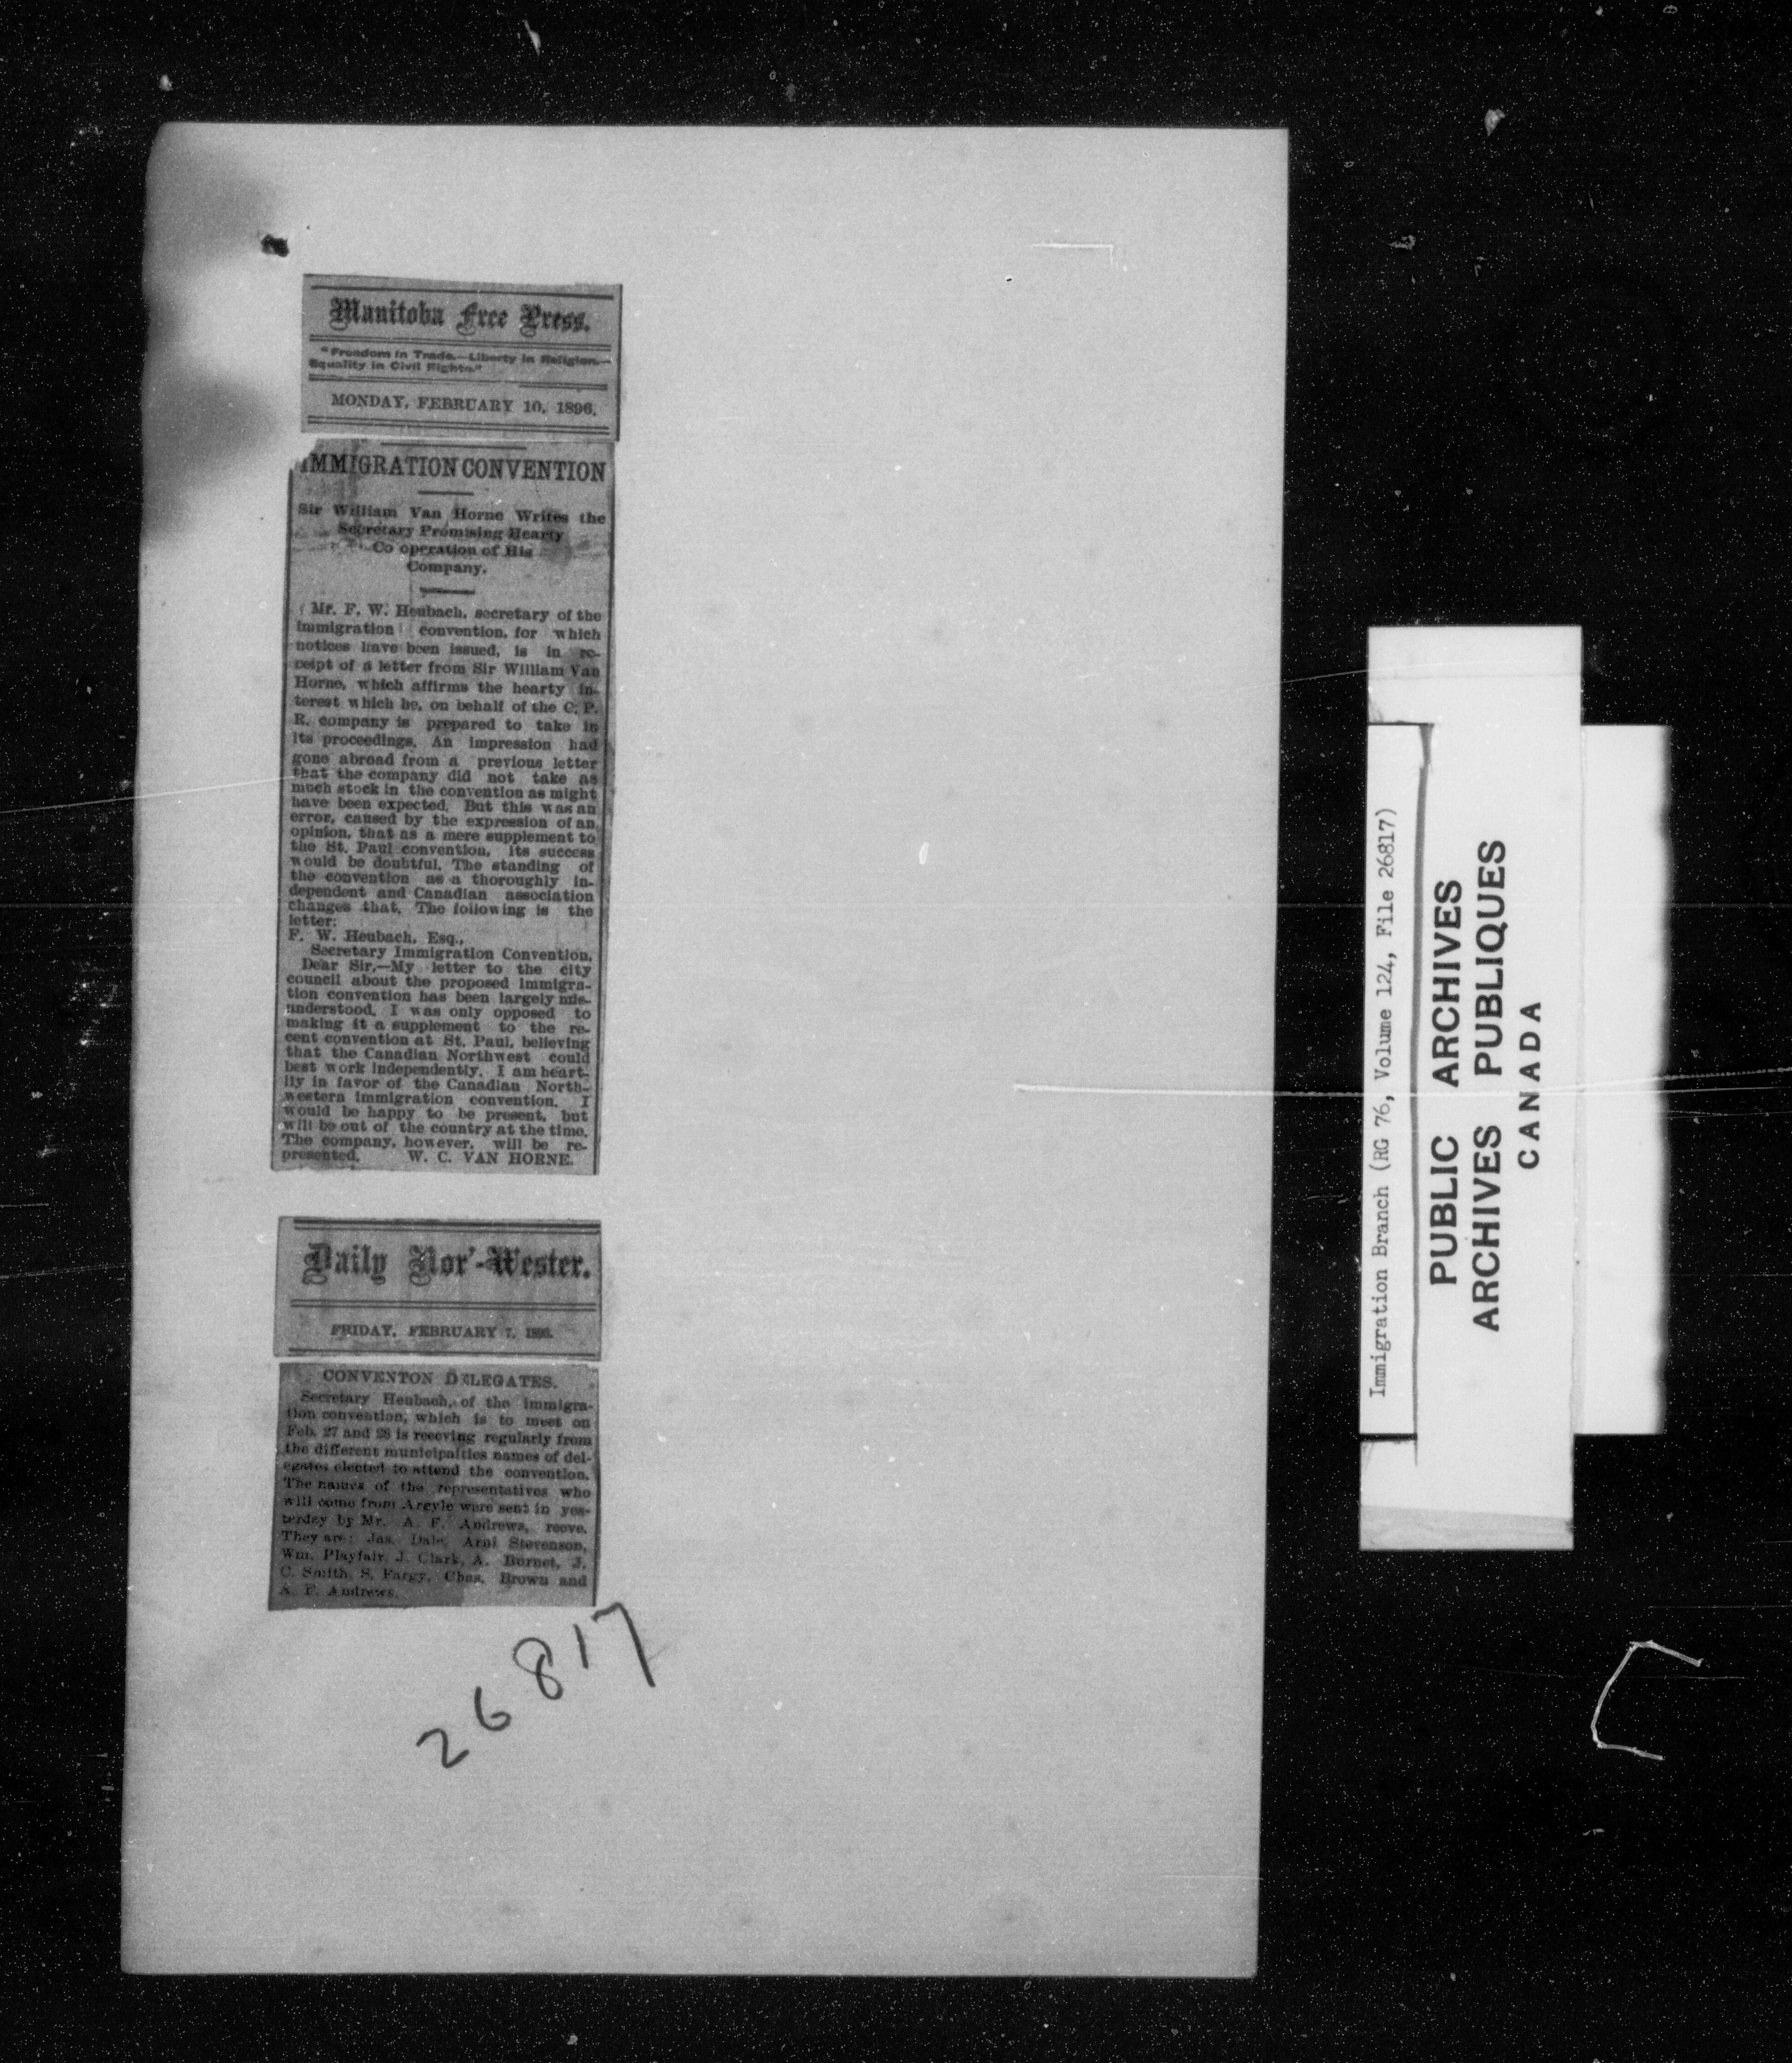 Manitoba Free Press.
"Freedom in Trade.—Liberty in Religion.—
Equality in Civil Rights."
MONDAY, FEBRUARY 10, 1896.
IMMIGRATION CONVENTION
Sir William Van Horne Writes the
Secretary Promising Hearty
Co operation of His
Company.
Mr. F. W. Heubach, secretary of the
immigration convention, for which
notices have been issued, is in re-
ceipt of a letter from Sir William Van
Horne, which affirms the hearty in-
terest which he, on behalf of the C. P.
R. company is prepared to take in
its proceedings. An impression had
gone abroad from a previous letter
that the company did not take as
much stock in the convention as might
have been expected. But this was an
error, caused by the expression of an
opinion, that as a mere supplement to
the St. Paul convention, its success
would be doubtful. The standing of
the convention as a thoroughly in-
dependent and Canadian association
changes that. The following is the
letter:
F. W. Heubach, Esq.,
Secretary Immigration Convention.
Dear Sir,—My letter to the city
council about the proposed immigra-
tion convention has been largely mis-
understood. I was only opposed to
making it a supplement to the re-
cent convention at St. Paul, believing
that the Canadian Northwest could
best work independently. I am heart-
ily in favor of the Canadian North-
western immigration convention. I
would be happy to be present, but
will be out of the country at the time.
The company, however, will be re-
presented. W. C. VAN HORNE.
Daily Nor'-Wester.
FRIDAY, FEBRUARY 7, 1896.
CONVENTON DELEGATES.
Secretary Heubach, of the immigra-
tion convention, which is to meet on
Feb. 27 and 28 is receving regularly from
the different municipalties names of del-
egates elected to attend the convention.
The names of the representatives who
will come from Argyle were sent in yes-
terday by Mr. A. F. Andrews, reeve.
They are: Jas. Dale, Arni Stevenson,
Wm. Playfair, J. Clark, A. Burnet, J.
C. Smith, S. Fargy, Chas. Brown and
A. F. Andrews.
26817
Immigration Branch (RG 76, Volume 124, File 26817)
PUBLIC ARCHIVES
ARCHIVES PUBLIQUES
CANADA